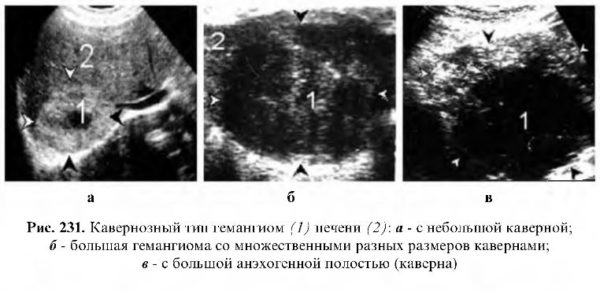 2
1
2
1
1
а
б
в
Рис. 231. Кавернозный тип гемангиом (1) печени (2): а - с небольшой каверной;
б - большая гемангиома со множественными разных размеров кавернами;
в - с большой анэхогенной полостью (каверна)